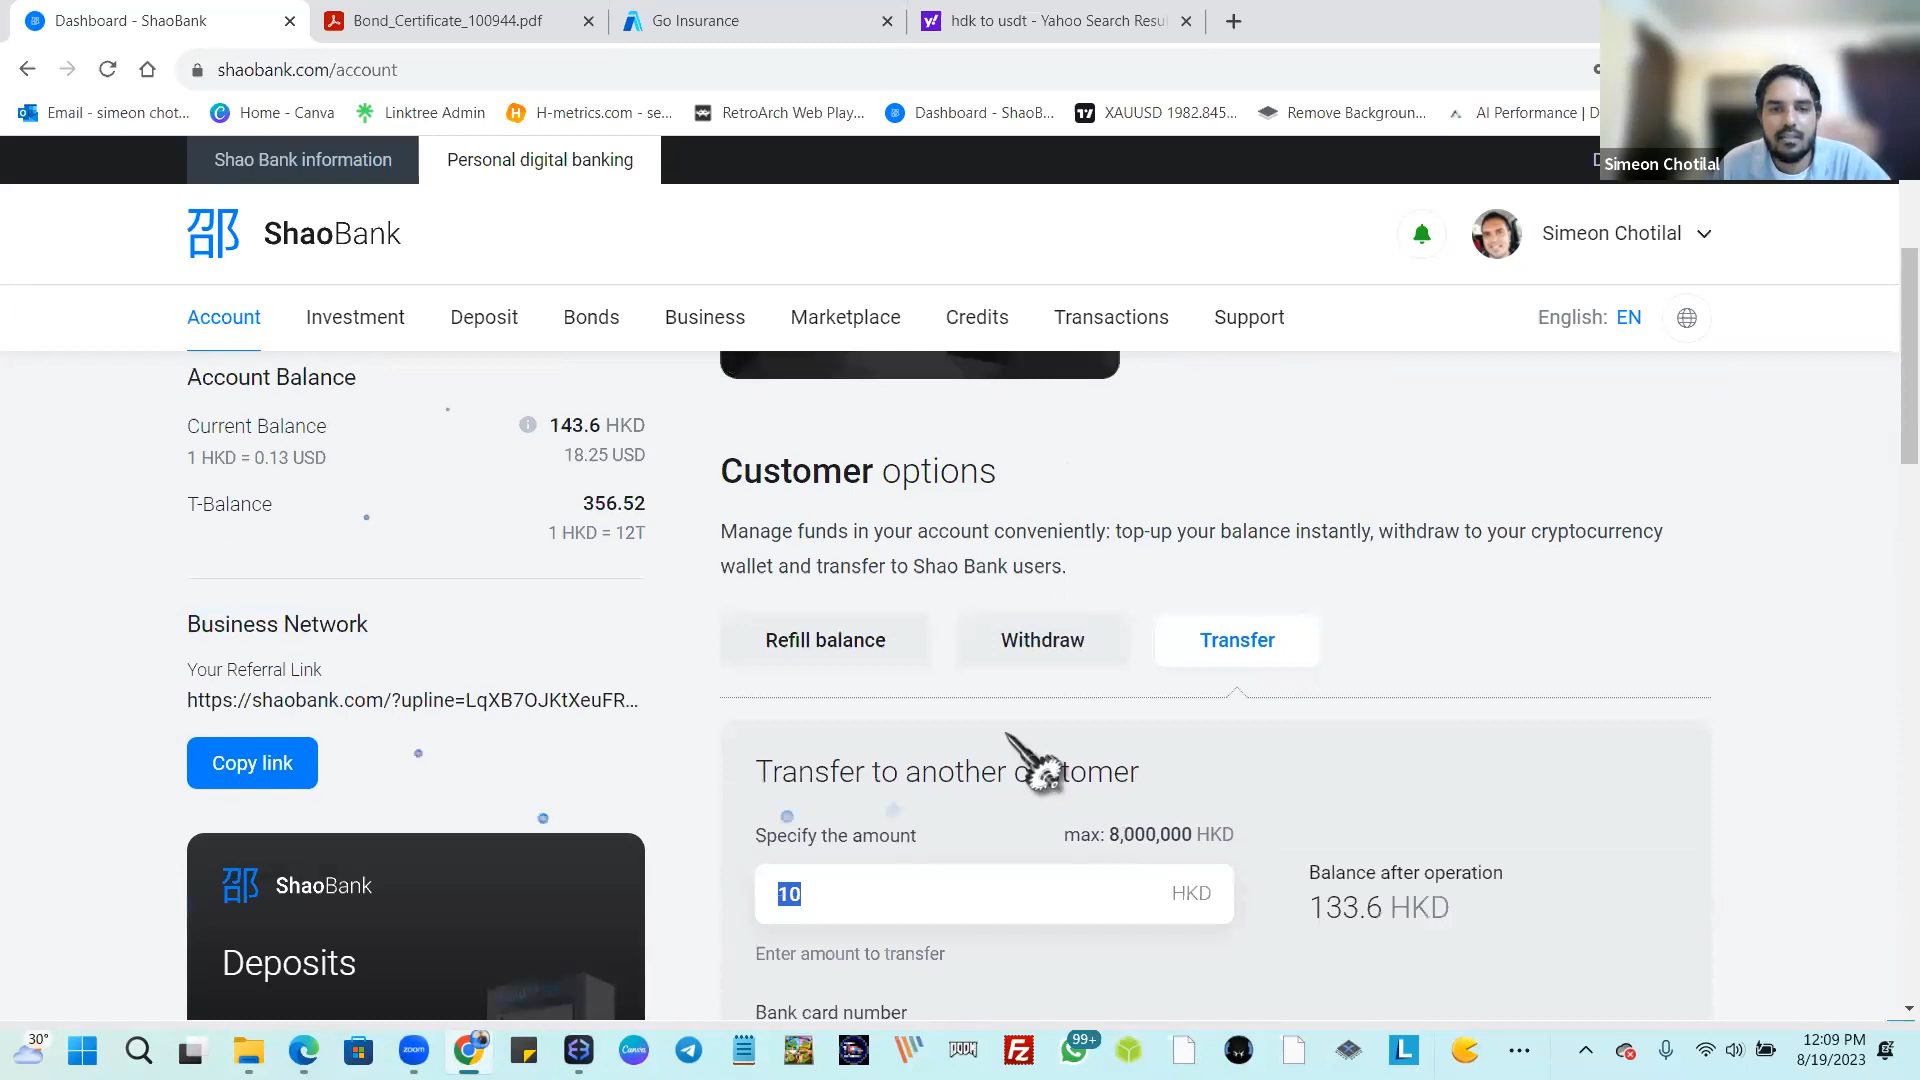 Dashboard - ShaoBank
Bond_Certificate_100944.pdf
Go Insurance
hdk to usdt - Yahoo Search Resu
shaobank.com/account
Email - simeon chot...
Home - Canva
Linktree Admin
H-metrics.com - se...
RetroArch Web Play...
Dashboard - ShaoB...
XAUUSD 1982.845...
Remove Backgroun...
AI Performance | D
Simeon Chotilal
Shao Bank information
Personal digital banking
邵 ShaoBank
Simeon Chotilal
Account
Investment
Deposit
Bonds
Business
Marketplace
Credits
Transactions
Support
English: EN
Account Balance
Current Balance
143.6 HKD
1 HKD = 0.13 USD
18.25 USD
T-Balance
356.52
1 HKD = 12T
Business Network
Your Referral Link
https://shaobank.com/?upline=LqXB7OJKtXeuFR...
Copy link
邵 ShaoBank
Deposits
Customer options
Manage funds in your account conveniently: top-up your balance instantly, withdraw to your cryptocurrency
wallet and transfer to Shao Bank users.
Refill balance
Withdraw
Transfer
Transfer to another customer
Specify the amount
max: 8,000,000 HKD
10
HKD
Enter amount to transfer
Balance after operation
133.6 HKD
Bank card number
30°
zoom
Canva
DOOM
Fz
99+
L
12:09 PM
8/19/2023